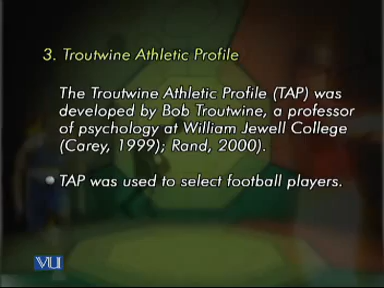 3. Troutwine Athletic Profile
The Troutwine Athletic Profile (TAP) was
developed by Bob Troutwine, a professor
of psychology at William Jewell College
(Carey, 1999); Rand, 2000).
TAP was used to select football players.
VU